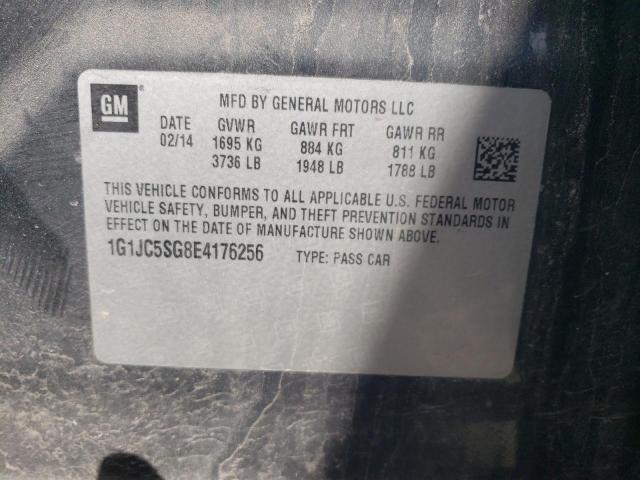 GM®
MFD BY GENERAL MOTORS LLC
DATE GVWR GAWR FRT GAWR RR
02/14 1695 KG 884 KG 811 KG
3736 LB 1948 LB 1788 LB
THIS VEHICLE CONFORMS TO ALL APPLICABLE U.S. FEDERAL MOTOR
VEHICLE SAFETY, BUMPER, AND THEFT PREVENTION STANDARDS IN
EFFECT ON THE DATE OF MANUFACTURE SHOWN ABOVE.
1G1JC5SG8E4176256 TYPE: PASS CAR